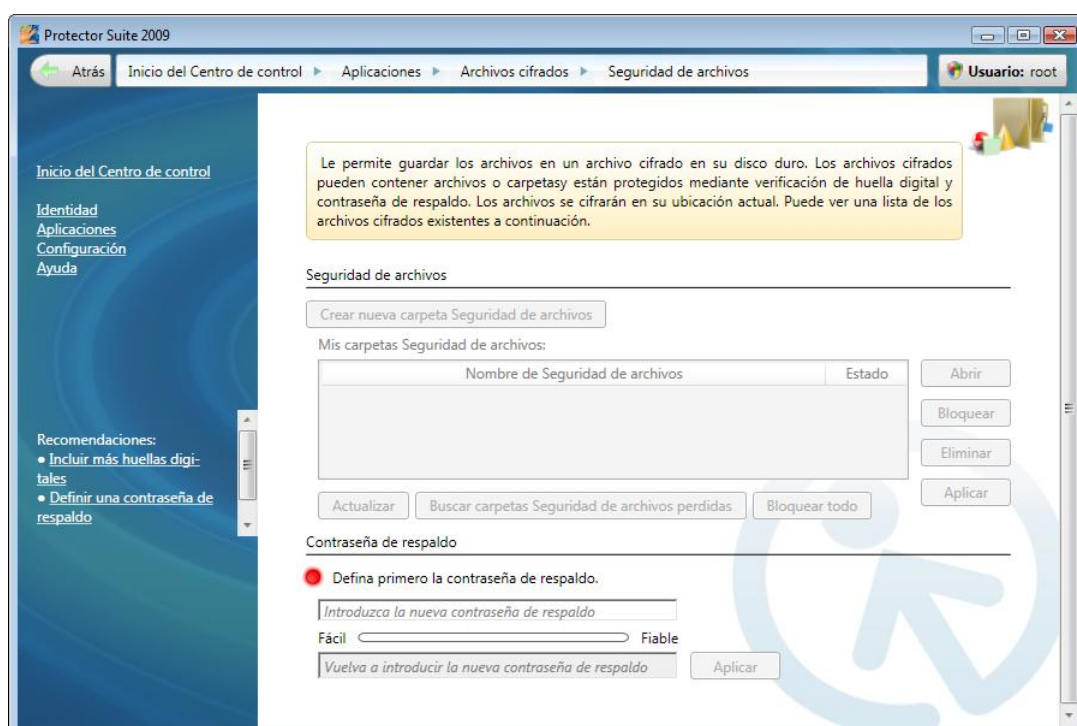 Protector Suite 2009
Atrás
Inicio del Centro de control
Aplicaciones
Archivos cifrados
Seguridad de archivos
Usuario: root
Inicio del Centro de control
Identidad
Aplicaciones
Configuración
Ayuda
Recomendaciones:
• Incluir más huellas digi-
tales
• Definir una contraseña de
respaldo
Le permite guardar los archivos en un archivo cifrado en su disco duro. Los archivos cifrados
pueden contener archivos o carpetasy están protegidos mediante verificación de huella digital y
contraseña de respaldo. Los archivos se cifrarán en su ubicación actual. Puede ver una lista de los
archivos cifrados existentes a continuación.
Seguridad de archivos
Crear nueva carpeta Seguridad de archivos
Mis carpetas Seguridad de archivos:
Nombre de Seguridad de archivos
Estado
Abrir
Bloquear
Eliminar
Aplicar
Actualizar
Buscar carpetas Seguridad de archivos perdidas
Bloquear todo
Contraseña de respaldo
Defina primero la contraseña de respaldo.
Introduzca la nueva contraseña de respaldo
Fácil
Fiable
Vuelva a introducir la nueva contraseña de respaldo
Aplicar